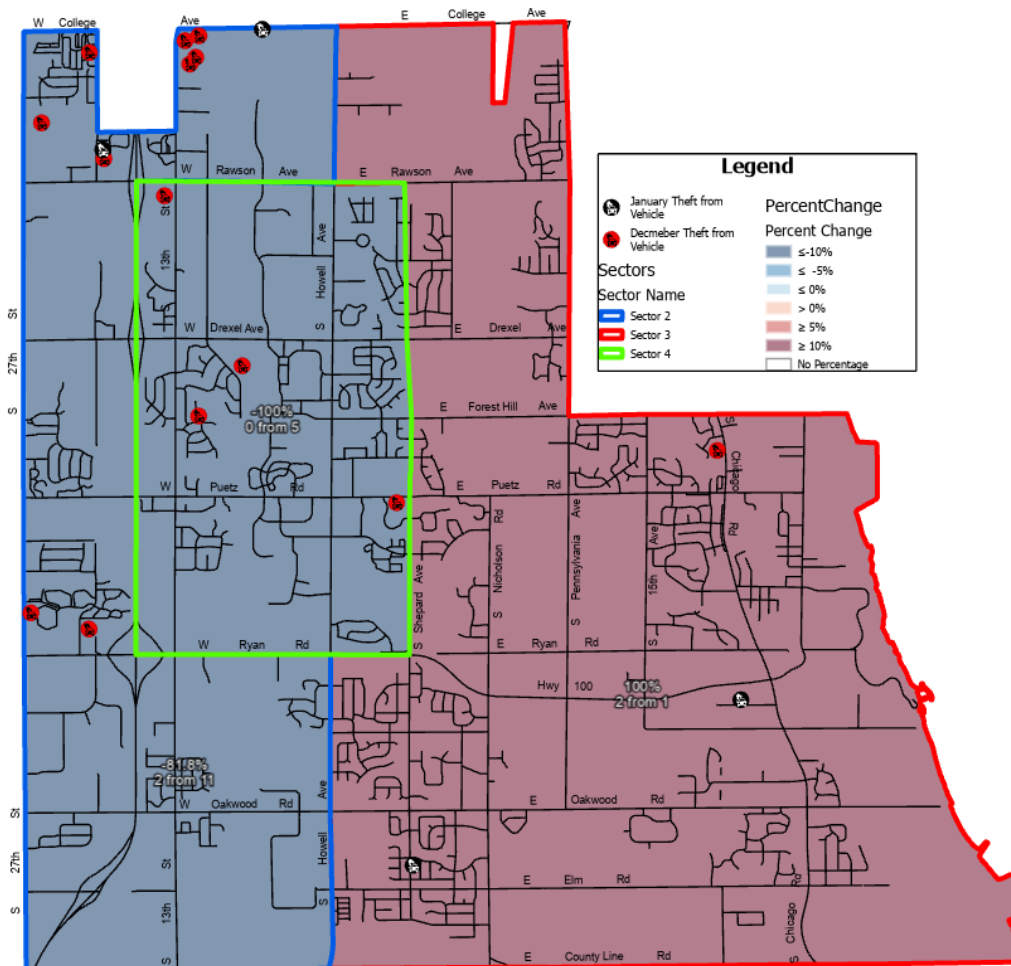 W College Ave E College Ave
W Rawson Ave E Rawson Ave
Legend
January Theft from
Vehicle
Decmeber Theft from
Vehicle
Sectors
Sector Name
Sector 2
Sector 3
Sector 4
PercentChange
Percent Change
≤-10%
≤ -5%
≤ 0%
> 0%
≥ 5%
≥ 10%
No Percentage
S 13th St
S Howell Ave
S 27th St
W Drexel Ave E Drexel Ave
E Forest Hill Ave
-100%
0 from 5
S Chicago Rd
W Puetz Rd E Puetz Rd
S Shepard Ave
S Nicholson Rd
S Pennsylvania Ave
S 15th Ave
W Ryan Rd E Ryan Rd
Hwy 100
100%
2 from 1
-81.8%
2 from 11
W Oakwood Rd E Oakwood Rd
S 27th St
S 13th St
S Howell Ave
E Elm Rd
S Chicago Rd
E County Line Rd